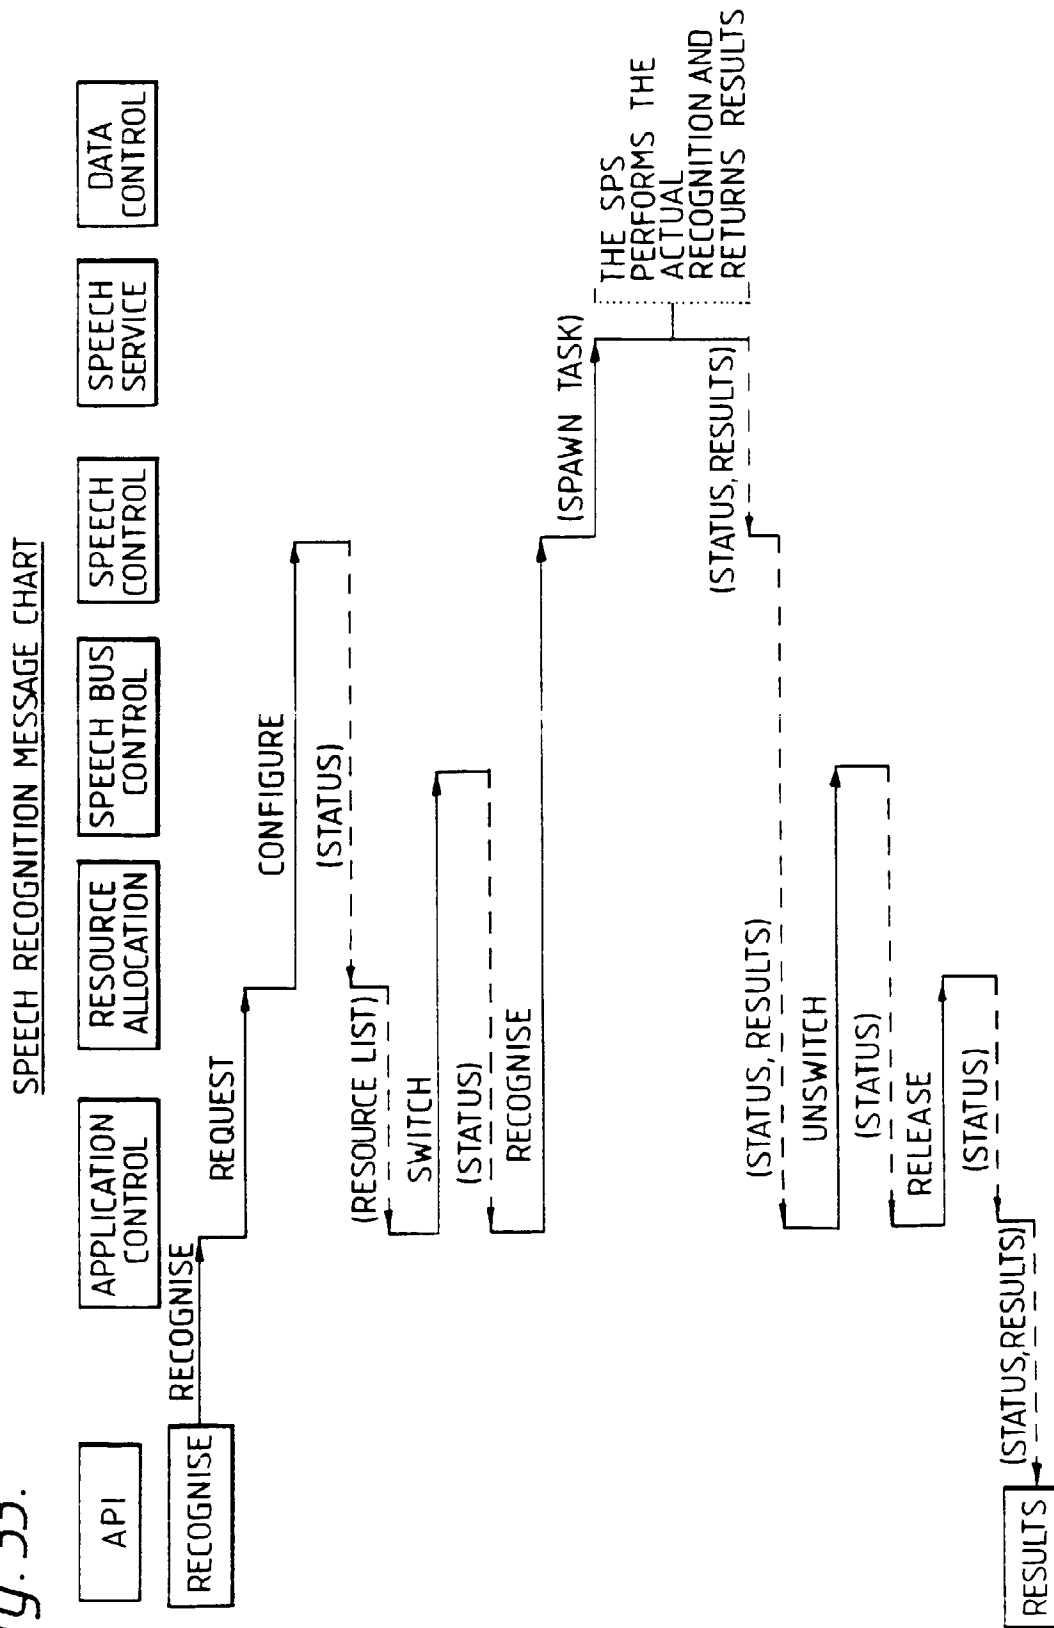 SPEECH RECOGNITION MESSAGE CHART
API
APPLICATION
CONTROL
RESOURCE
ALLOCATION
SPEECH BUS
CONTROL
SPEECH
CONTROL
SPEECH
SERVICE
DATA
CONTROL
RECOGNISE
RECOGNISE
REQUEST
CONFIGURE
(STATUS)
(RESOURCE LIST)
SWITCH
(STATUS)
RECOGNISE
(SPAWN TASK)
THE SPS
PERFORMS THE
ACTUAL
RECOGNITION AND
RETURNS RESULTS
(STATUS,RESULTS)
(STATUS, RESULTS)
UNSWITCH
(STATUS)
RELEASE
(STATUS)
(STATUS,RESULTS)
RESULTS